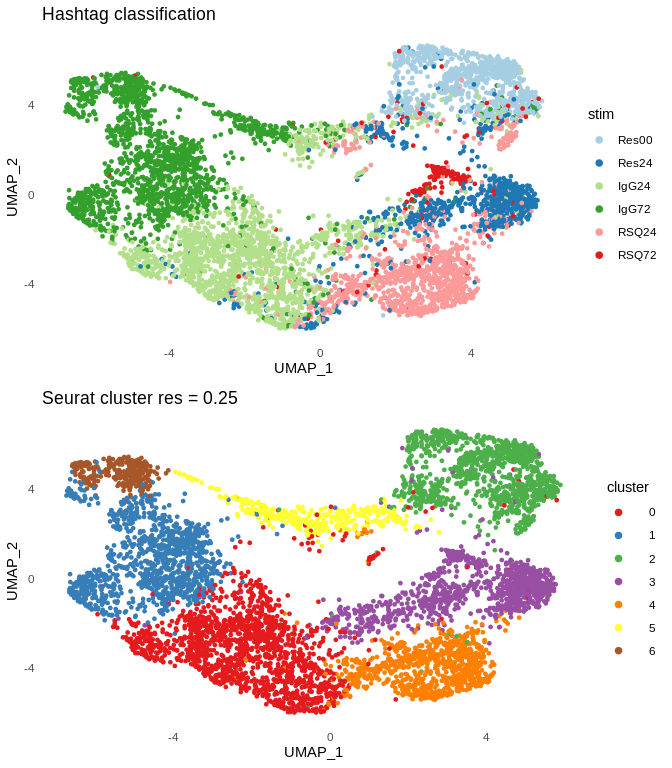 Hashtag classification
UMAP_2
4
0
-4
-4
0
4
UMAP_1
stim
Res00
Res24
IgG24
IgG72
RSQ24
RSQ72
Seurat cluster res = 0.25
UMAP_2
4
0
-4
-4
0
4
UMAP_1
cluster
0
1
2
3
4
5
6